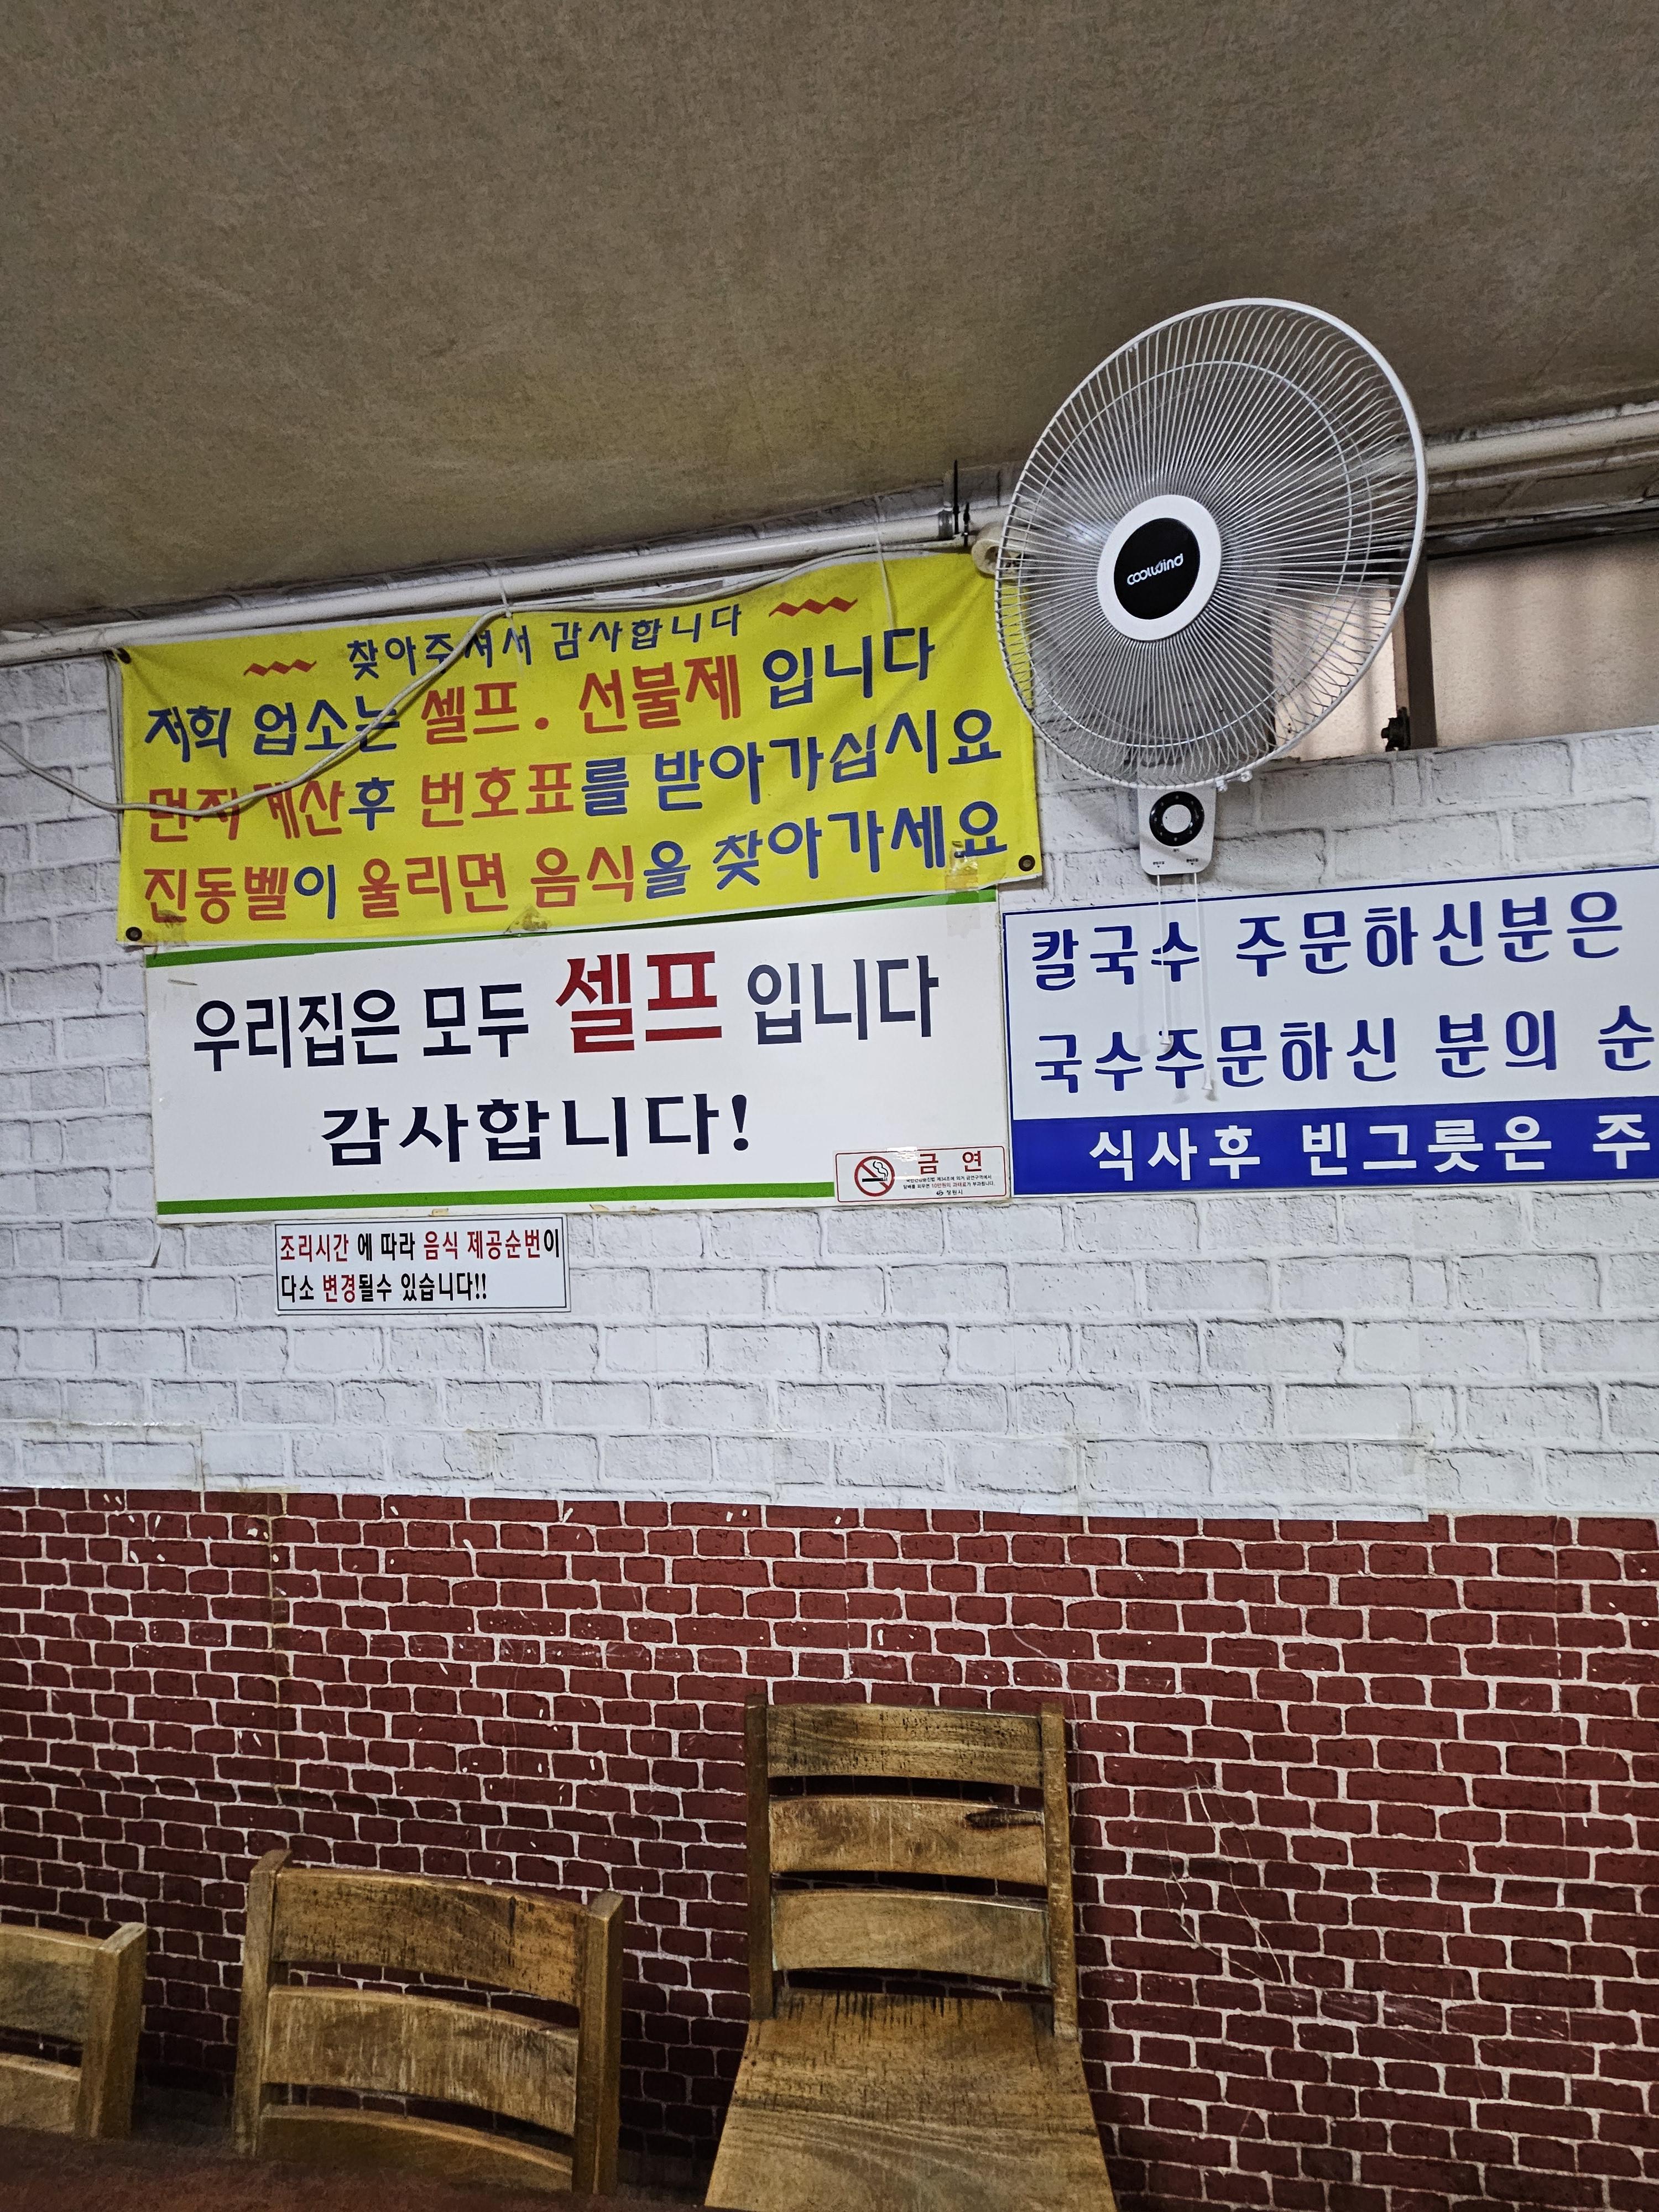 찾아주셔서 감사합니다
저희 업소는 셀프. 선불제 입니다
먼저 계산후 번호표를 받아가십시요
진동벨이 울리면 음식을 찾아가세요
우리집은 모두 셀프 입니다
감사합니다!
금 연
창원시
조리시간 에 따라 음식 제공순번이
다소 변경될수 있습니다!!
coolwind
칼국수 주문하신분은
국수주문하신 분의 순
식사후 빈그릇은 주